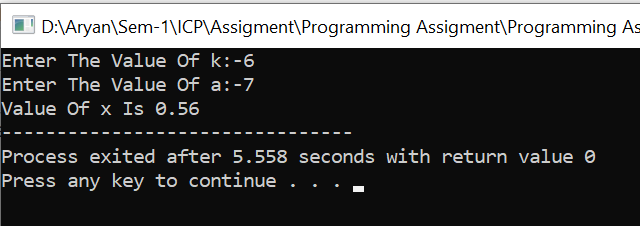 D:\Aryan\Sem-1\ICP\Assigment\Programming Assigment\Programming As
Enter The Value Of k:-6
Enter The Value Of a:-7
Value Of x Is 0.56
--------------------------------
Process exited after 5.558 seconds with return value 0
Press any key to continue . . .